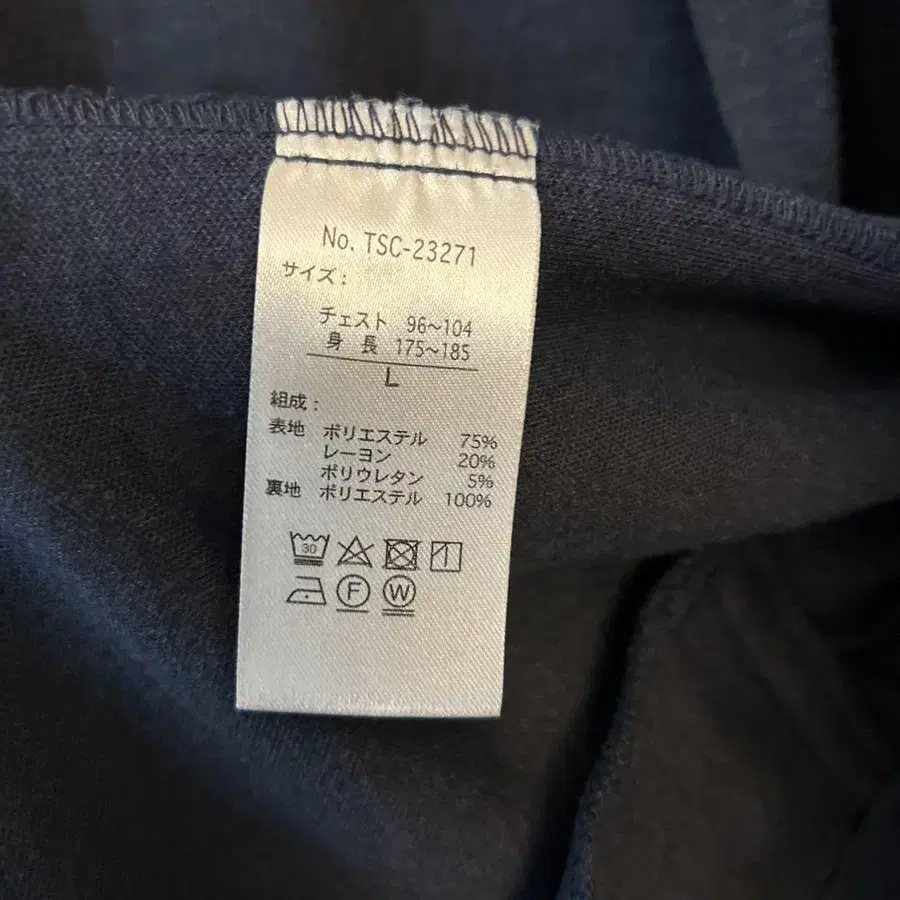 No. TSC-23271
サイズ：
チェスト 96～104
身 長 175～185
L
組成：
表地 ポリエステル 75%
レーヨン 20%
ポリウレタン 5%
裏地 ポリエステル 100%
30
F W